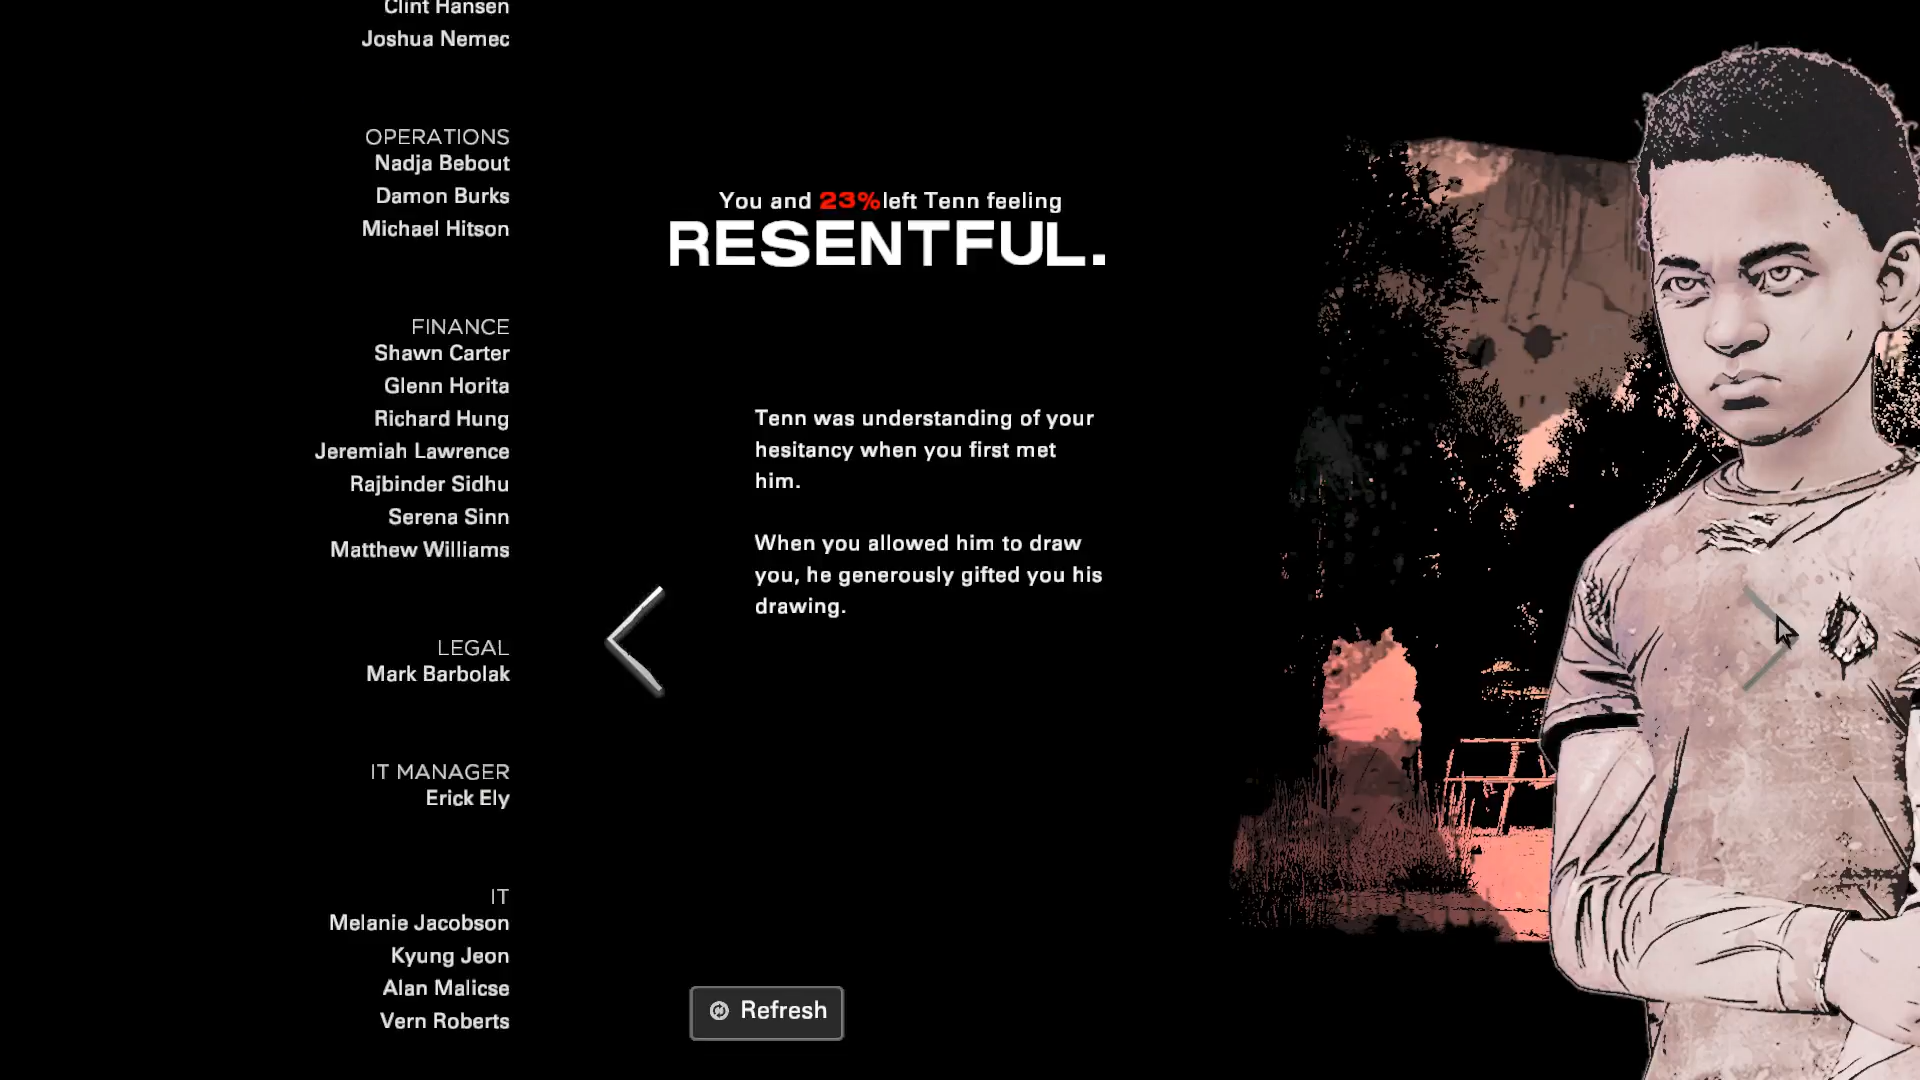 Clint Hansen
Joshua Nemec
OPERATIONS
Nadja Bebout
Damon Burks
Michael Hitson
FINANCE
Shawn Carter
Glenn Horita
Richard Hung
Jeremiah Lawrence
Rajbinder Sidhu
Serena Sinn
Matthew Williams
LEGAL
Mark Barbolak
IT MANAGER
Erick Ely
IT
Melanie Jacobson
Kyung Jeon
Alan Malicse
Vern Roberts
You and 23% left Tenn feeling
RESENTFUL.
Tenn was understanding of your
hesitancy when you first met
him.
When you allowed him to draw
you, he generously gifted you his
drawing.
Refresh